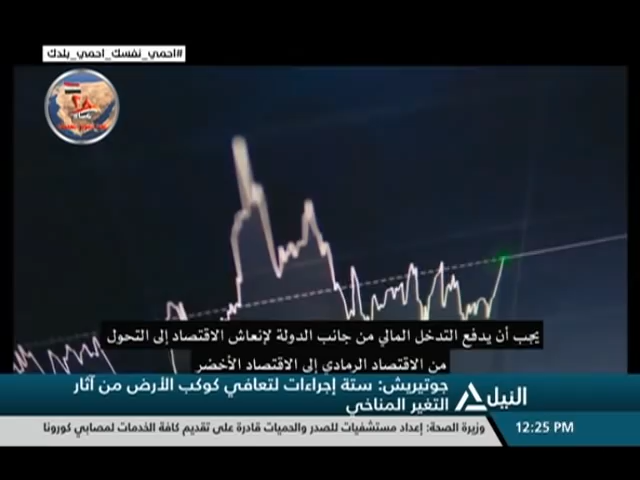 #احمي_نفسك_احمي_بلدك
يجب أن يدفع التدخل المالي من جانب الدولة لإنعاش الاقتصاد إلى التحول
من الاقتصاد الرمادي إلى الاقتصاد الأخضر
جوتيريش: ستة إجراءات لتعافي كوكب الأرض من آثار
التغير المناخي
النيل
وزيرة الصحة: إعداد مستشفيات للصدر والحميات قادرة على تقديم كافة الخدمات لمصابي كورونا
12:25 PM